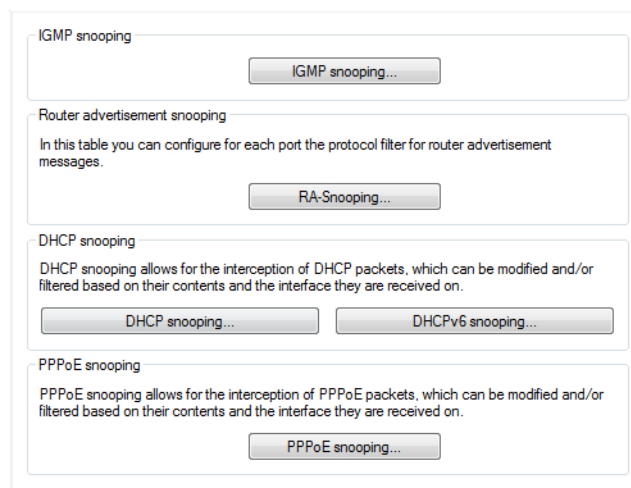 IGMP snooping
IGMP snooping...
Router advertisement snooping
In this table you can configure for each port the protocol filter for router advertisement
messages.
RA-Snooping...
DHCP snooping
DHCP snooping allows for the interception of DHCP packets, which can be modified and/or
filtered based on their contents and the interface they are received on.
DHCP snooping...
DHCPv6 snooping...
PPPoE snooping
PPPoE snooping allows for the interception of PPPoE packets, which can be modified and/or
filtered based on their contents and the interface they are received on.
PPPoE snooping...